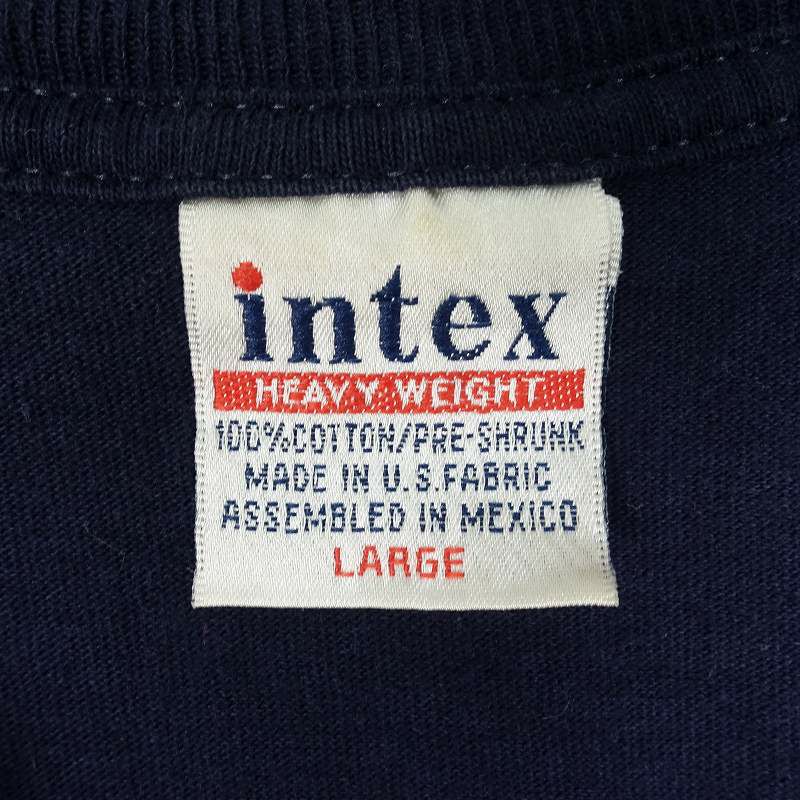 intex
HEAVY WEIGHT
100%COTTON/PRE-SHRUNK
MADE IN U.S.FABRIC
ASSEMBLED IN MEXICO
LARGE